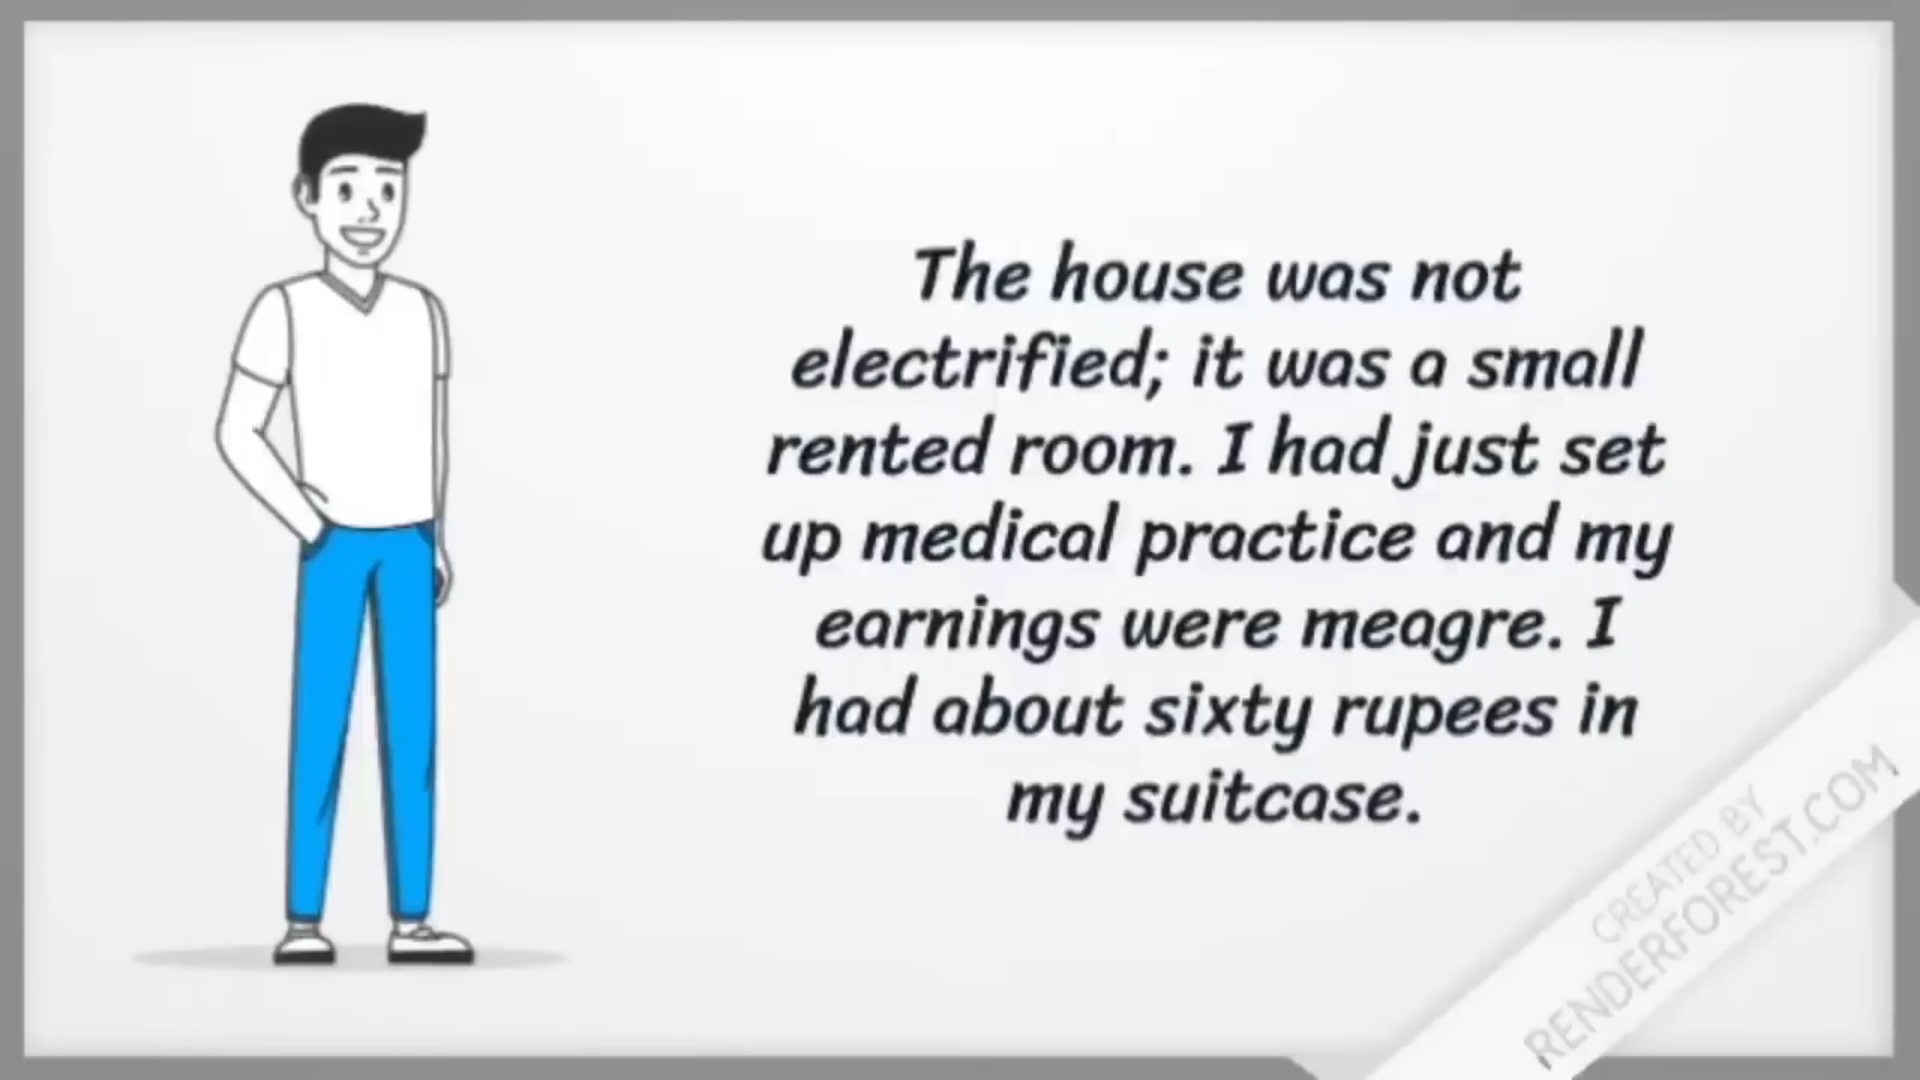 The house was not
electrified; it was a small
rented room. I had just set
up medical practice and my
earnings were meagre. I
had about sixty rupees in
my suitcase.
CREATED BY
RENDERFOREST.COM